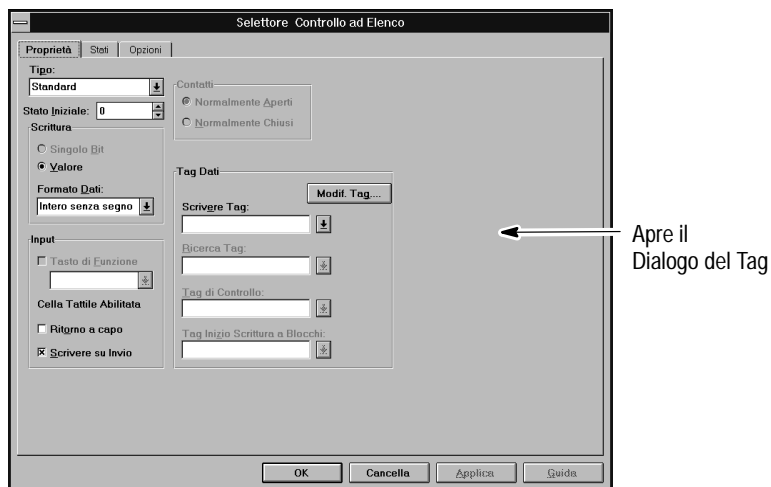 Selettore Controllo ad Elenco
Proprietà Stati Opzioni
Tipo:
Standard
Stato Iniziale: 0
Scrittura
Singolo Bit
Valore
Formato Dati:
Intero senza segno
Input
Tasto di Funzione
Cella Tattile Abilitata
Ritorno a capo
Scrivere su Invio
Contatti
Normalmente Aperti
Normalmente Chiusi
Tag Dati
Modif. Tag....
Scrivere Tag:
Ricerca Tag:
Tag di Controllo:
Tag Inizio Scrittura a Blocchi:
OK Cancella Applica Guida
Apre il
Dialogo del Tag